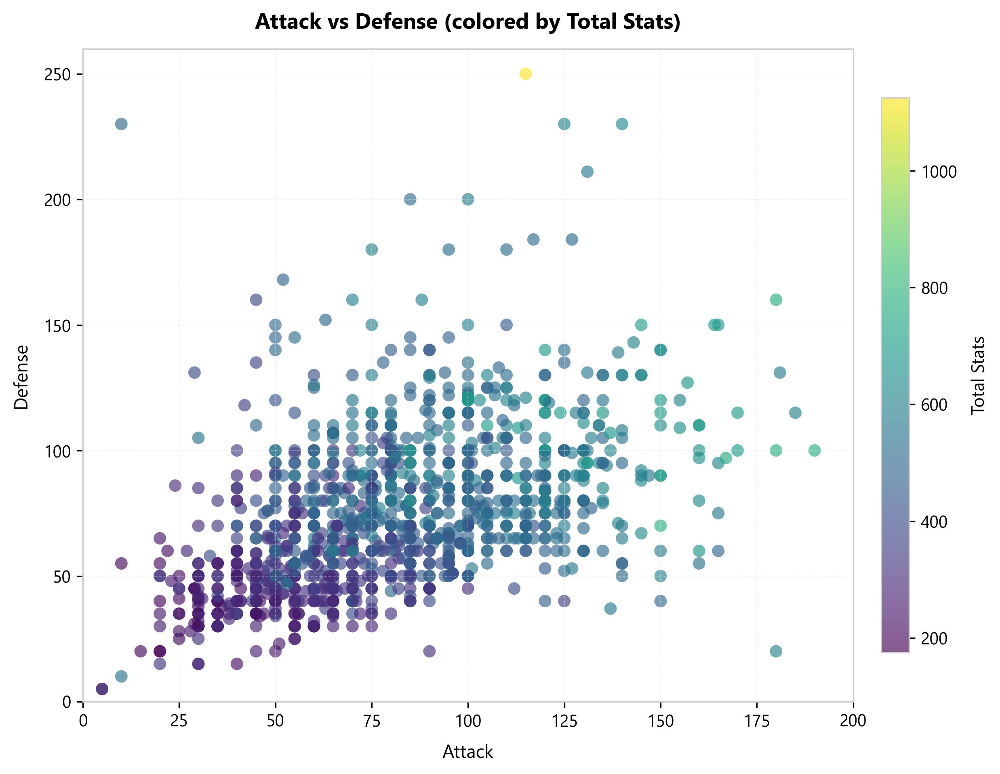 Attack vs Defense (colored by Total Stats)
250
200
150
100
50
0
Defense
0 25 50 75 100 125 150 175 200
Attack
1000
800
600
400
200
Total Stats